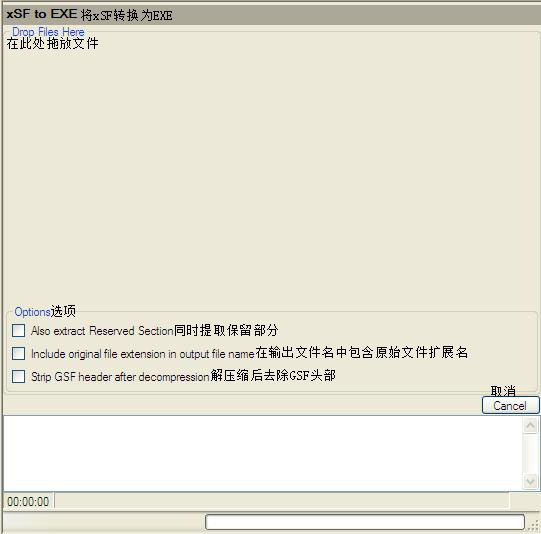 xSF to EXE 将xSF转换为EXE
Drop Files Here
在此处拖放文件
Options选项
Also extract Reserved Section同时提取保留部分
Include original file extension in output file name在输出文件名中包含原始文件扩展名
Strip GSF header after decompression解压缩后去除GSF头部
取消
Cancel
00:00:00